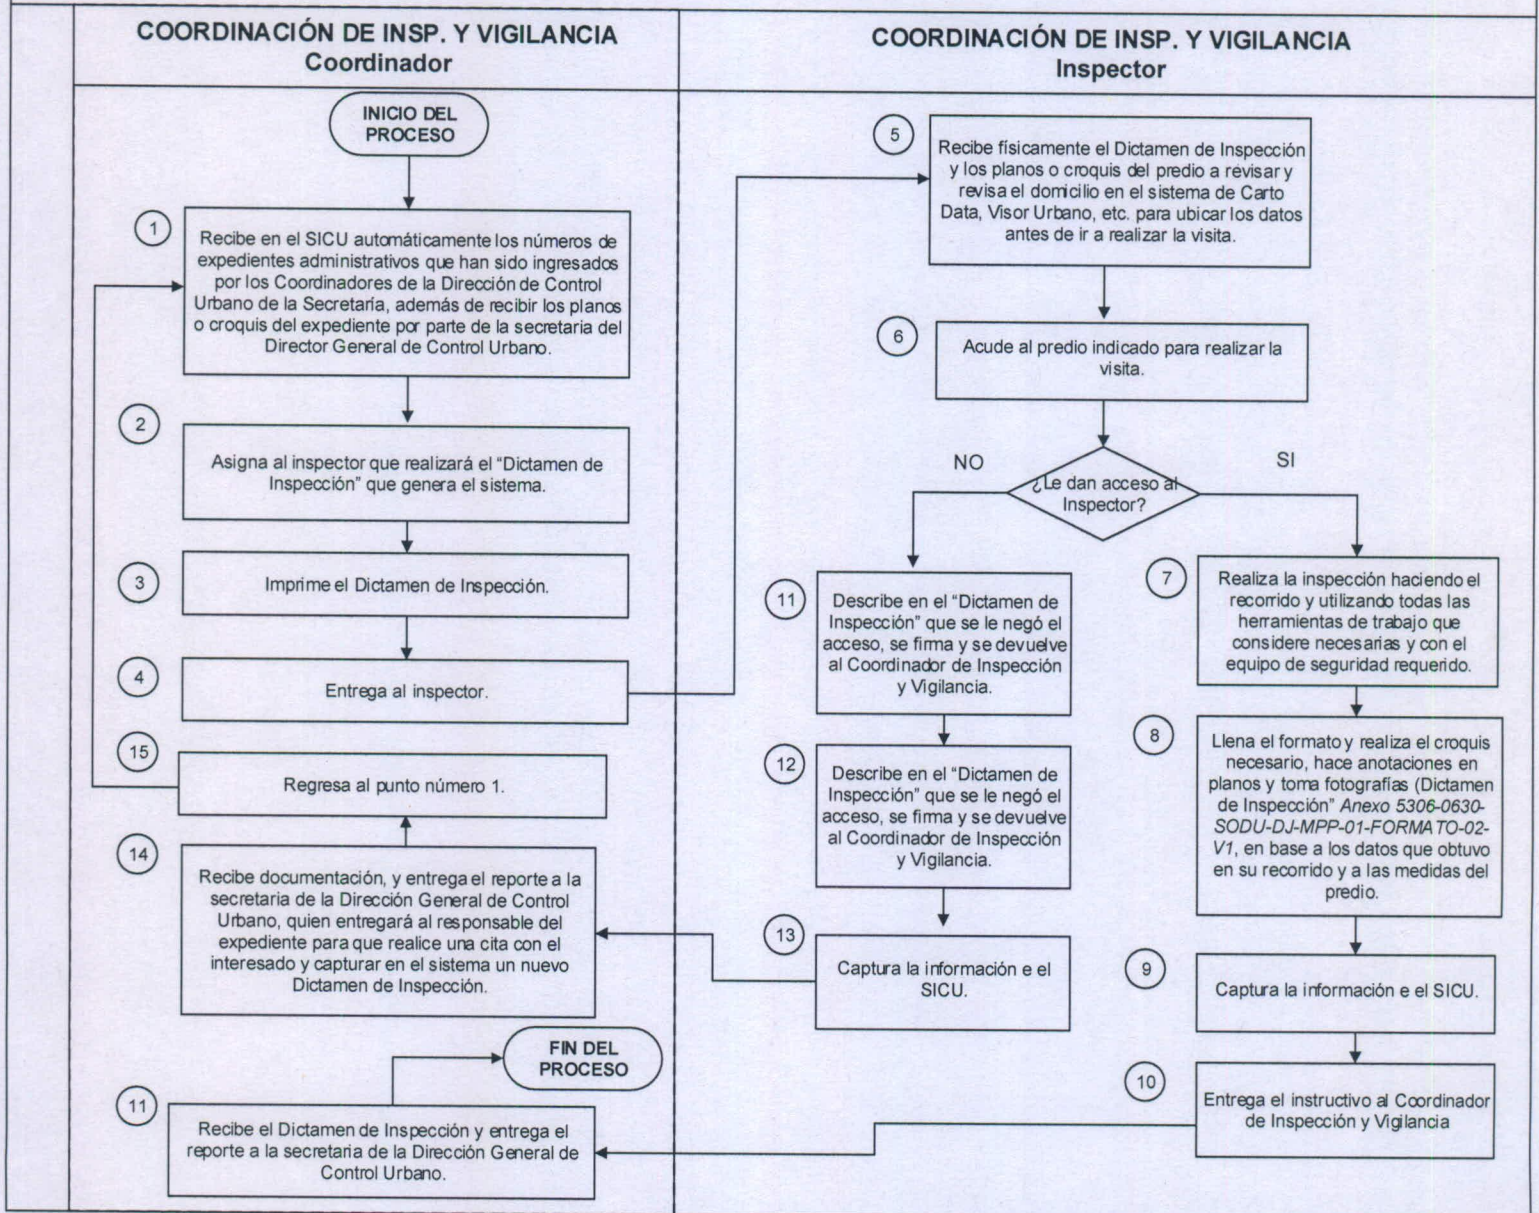 COORDINACIÓN DE INSP. Y VIGILANCIA
Coordinador
COORDINACIÓN DE INSP. Y VIGILANCIA
Inspector
INICIO DEL
PROCESO
1
Recibe en el SICU automáticamente los números de
expedientes administrativos que han sido ingresados
por los Coordinadores de la Dirección de Control
Urbano de la Secretaría, además de recibir los planos
o croquis del expediente por parte de la secretaria del
Director General de Control Urbano.
2
Asigna al inspector que realizará el “Dictamen de
Inspección” que genera el sistema.
3
Imprime el Dictamen de Inspección.
4
Entrega al inspector.
15
Regresa al punto número 1.
14
Recibe documentación, y entrega el reporte a la
secretaria de la Dirección General de Control
Urbano, quien entregará al responsable del
expediente para que realice una cita con el
interesado y capturar en el sistema un nuevo
Dictamen de Inspección.
FIN DEL
PROCESO
11
Recibe el Dictamen de Inspección y entrega el
reporte a la secretaria de la Dirección General de
Control Urbano.
5
Recibe físicamente el Dictamen de Inspección
y los planos o croquis del predio a revisar y
revisa el domicilio en el sistema de Carto
Data, Visor Urbano, etc. para ubicar los datos
antes de ir a realizar la visita.
6
Acude al predio indicado para realizar la
visita.
NO
SI
¿Le dan acceso al
Inspector?
11
Describe en el “Dictamen de
Inspección” que se le negó el
acceso, se firma y se devuelve
al Coordinador de Inspección
y Vigilancia.
12
Describe en el “Dictamen de
Inspección” que se le negó el
acceso, se firma y se devuelve
al Coordinador de Inspección
y Vigilancia.
13
Captura la información e el
SICU.
7
Realiza la inspección haciendo el
recorrido y utilizando todas las
herramientas de trabajo que
considere necesarias y con el
equipo de seguridad requerido.
8
Llena el formato y realiza el croquis
necesario, hace anotaciones en
planos y toma fotografías (Dictamen
de Inspección” Anexo 5306-0630-
SODU-DJ-MPP-01-FORMATO-02-
V1, en base a los datos que obtuvo
en su recorrido y a las medidas del
predio.
9
Captura la información e el SICU.
10
Entrega el instructivo al Coordinador
de Inspección y Vigilancia